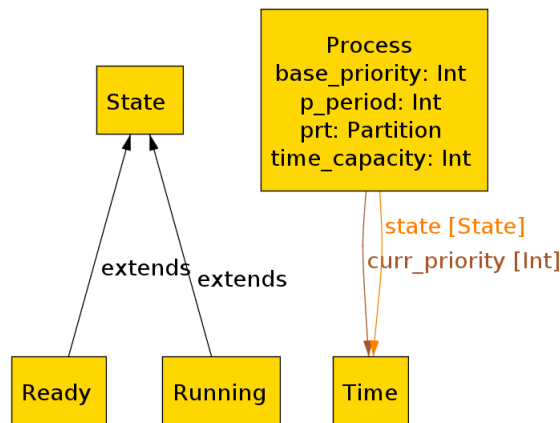 State
Process
base_priority: Int
p_period: Int
prt: Partition
time_capacity: Int
state [State]
curr_priority [Int]
extends
extends
Ready
Running
Time